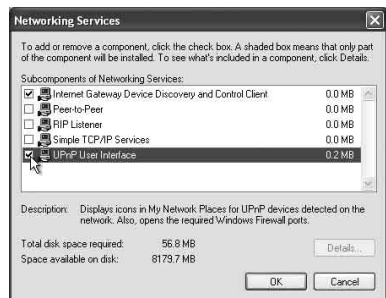 Networking Services
To add or remove a component, click the check box. A shaded box means that only part
of the component will be installed. To see what's included in a component, click Details.
Subcomponents of Networking Services:
Internet Gateway Device Discovery and Control Client 0.0 MB
Peer-to-Peer 0.0 MB
RIP Listener 0.0 MB
Simple TCP/IP Services 0.0 MB
UPnP User Interface 0.2 MB
Description: Displays icons in My Network Places for UPnP devices detected on the
network. Also, opens the required Windows Firewall ports.
Total disk space required: 56.8 MB
Space available on disk: 8179.7 MB
Details...
OK Cancel